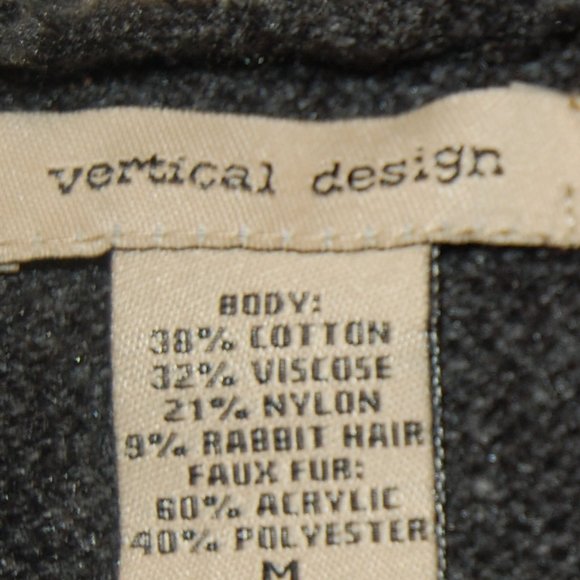 vertical design
BODY:
38% COTTON
32% VISCOSE
21% NYLON
9% RABBIT HAIR
FAUX FUR:
60% ACRYLIC
40% POLYESTER
M